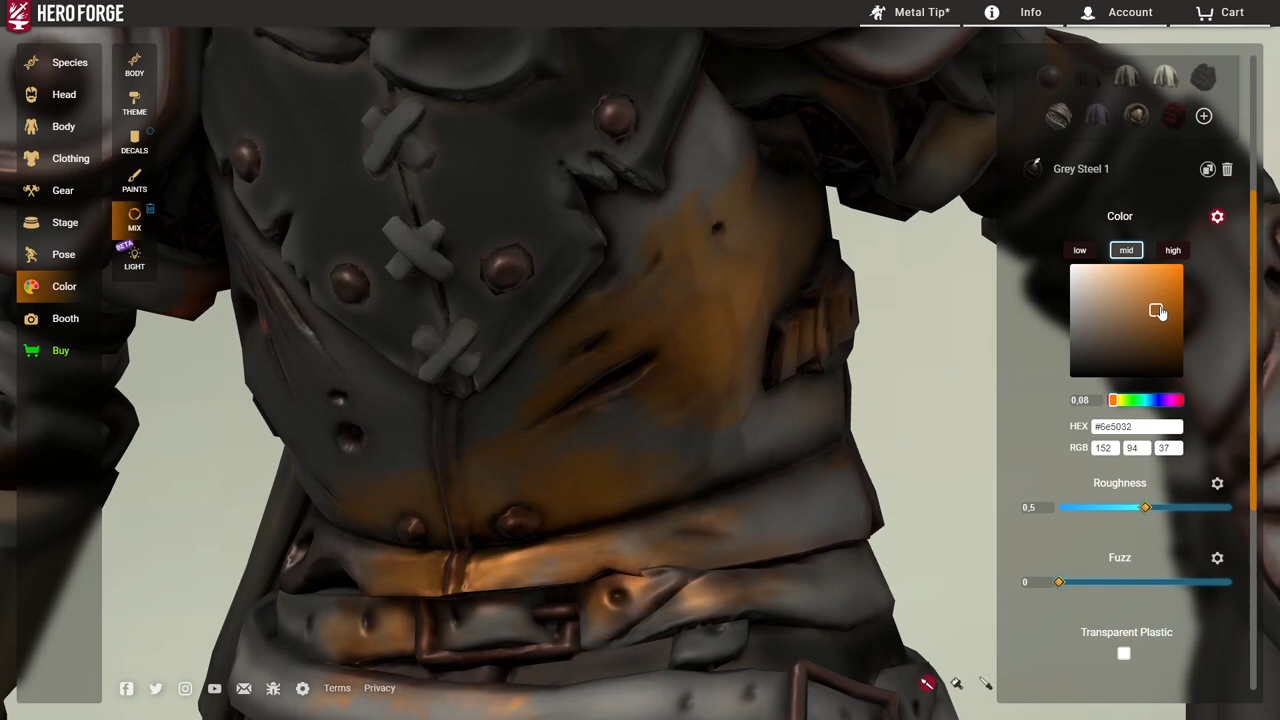 HERO FORGE
Metal Tip*
Info
Account
Cart
Species
Head
Body
Clothing
Gear
Stage
Pose
Color
Booth
Buy
BODY
THEME
DECALS
PAINTS
MIX
BETA
LIGHT
Grey Steel 1
Color
low mid high
0,08
HEX #6e5032
RGB 152 94 37
Roughness
0,5
Fuzz
0
Transparent Plastic
Terms Privacy